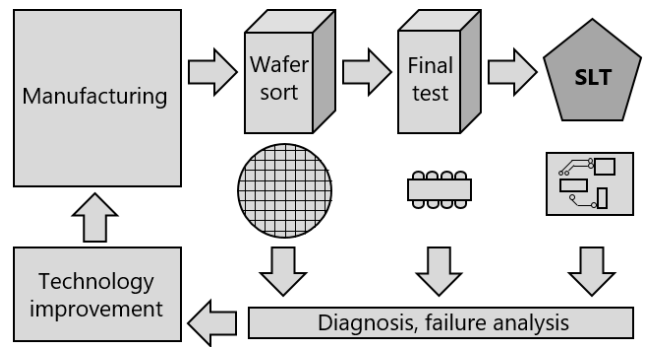 Manufacturing
Wafer
sort
Final
test
SLT
Technology
improvement
Diagnosis, failure analysis